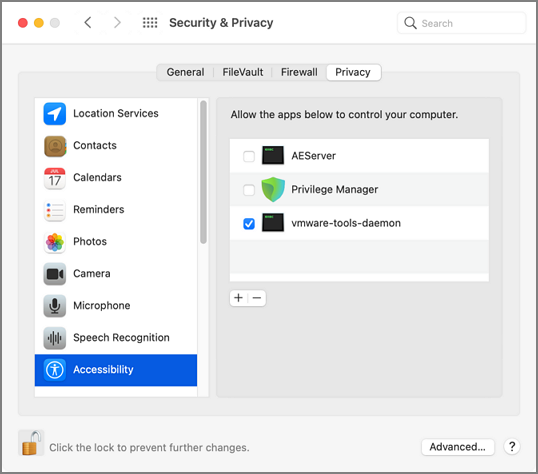 Security & Privacy
Search
General
FileVault
Firewall
Privacy
Location Services
Contacts
JUL
17
Calendars
Reminders
Photos
Camera
Microphone
Speech Recognition
Accessibility
Allow the apps below to control your computer.
AEServer
Privilege Manager
vmware-tools-daemon
+
−
Click the lock to prevent further changes.
Advanced...
?